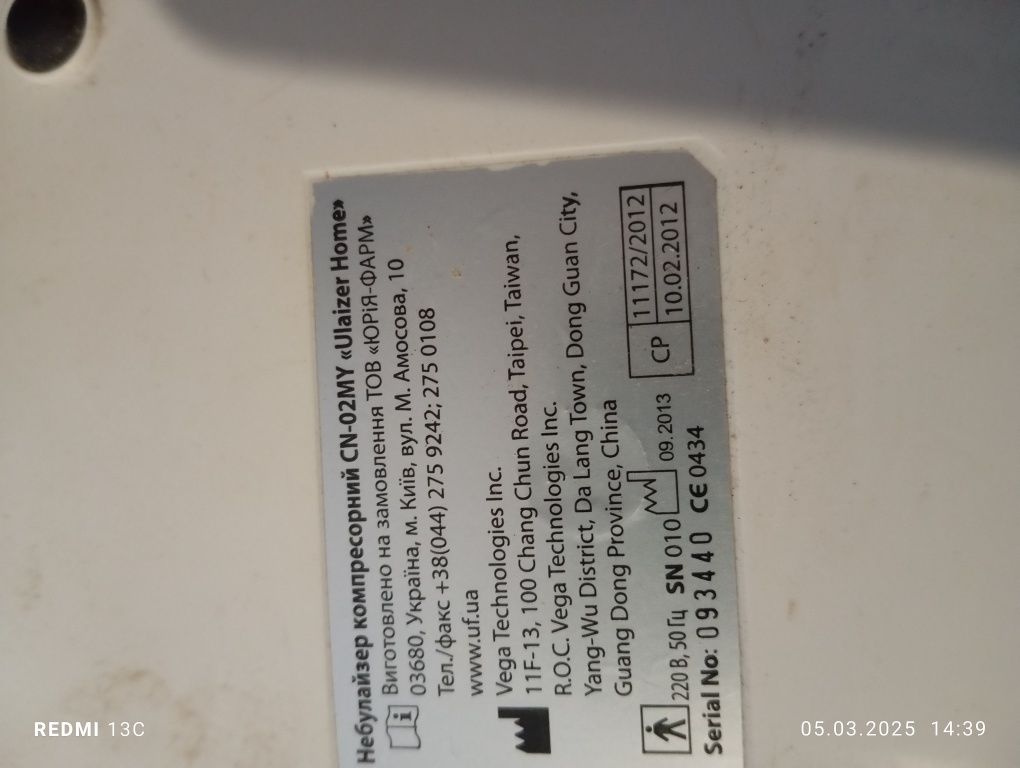 Небулайзер компресорний CN-02MY «Ulaizer Home»
Виготовлено на замовлення ТОВ «ЮРіЯ-ФАРМ»
03680, Україна, м. Київ, вул. М. Амосова, 10
Тел./факс +38(044) 275 9242; 275 0108
www.uf.ua
Vega Technologies Inc.
11F-13, 100 Chang Chun Road, Taipei, Taiwan,
R.O.C. Vega Technologies Inc.
Yang-Wu District, Da Lang Town, Dong Guan City,
Guang Dong Province, China
220 В, 50 Гц SN 010 09.2013
CP 11172/2012
10.02.2012
Serial No: 093440 CE 0434
REDMI 13C
05.03.2025 14:39